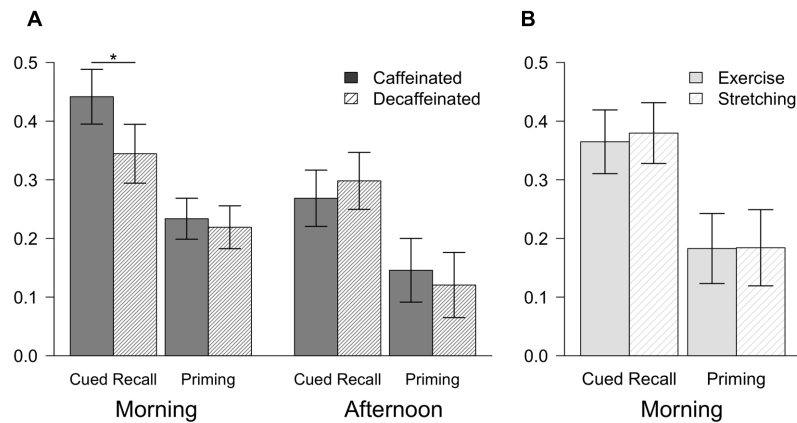 A
0.5
0.4
0.3
0.2
0.1
0.0
*
Caffeinated
Decaffeinated
Cued Recall Priming Cued Recall Priming
Morning Afternoon
B
0.5
0.4
0.3
0.2
0.1
0.0
Exercise
Stretching
Cued Recall Priming
Morning